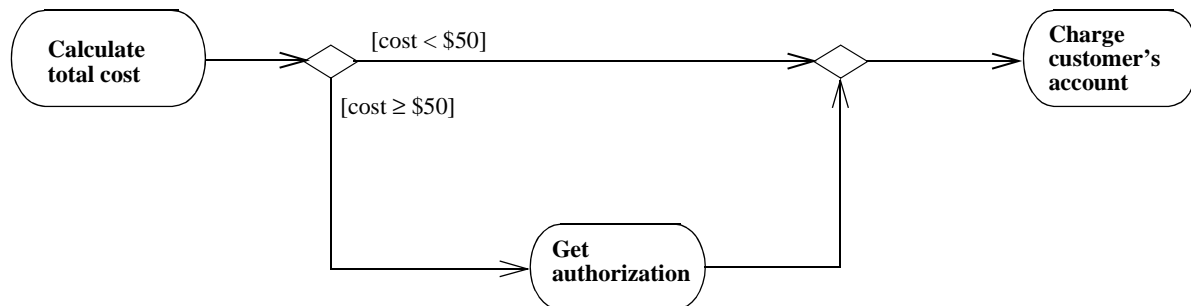 Calculate
total cost
[cost < $50]
[cost ≥ $50]
Get
authorization
Charge
customer’s
account